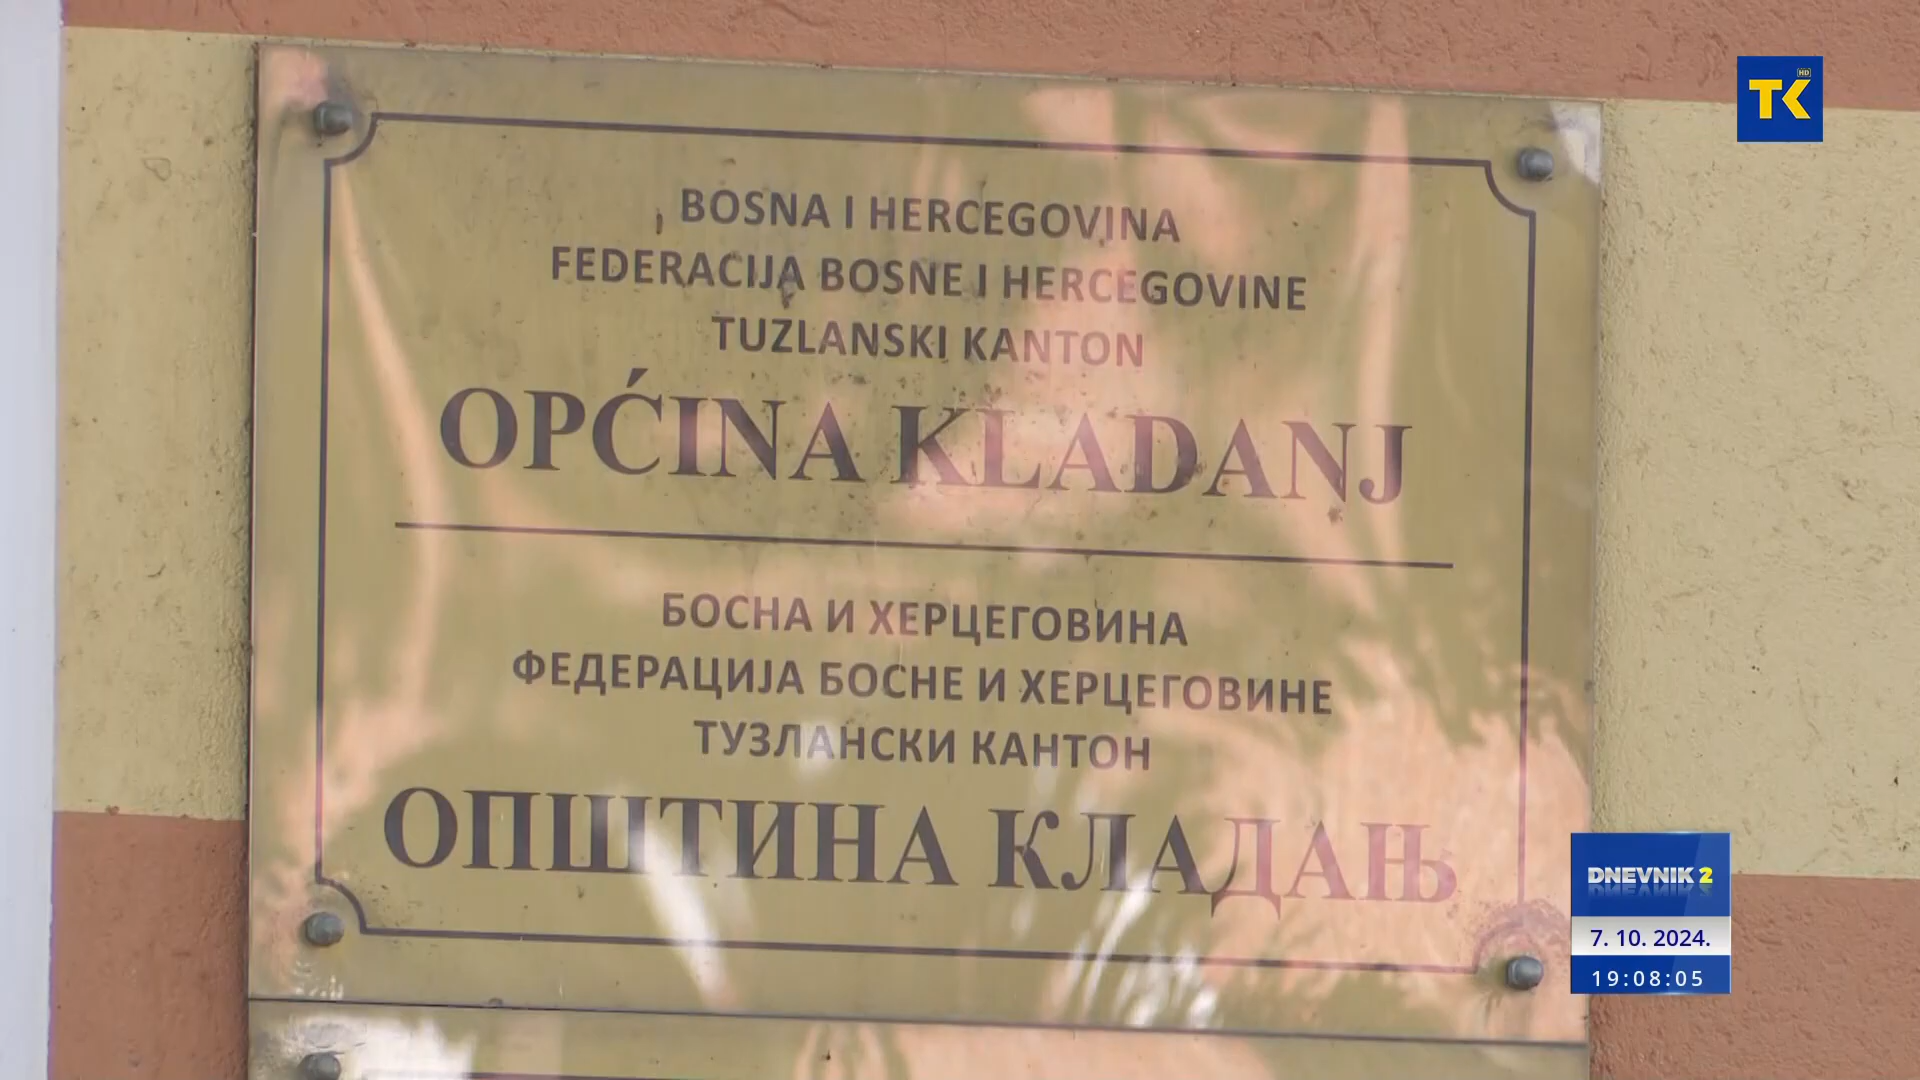 TK HD
BOSNA I HERCEGOVINA
FEDERACIJA BOSNE I HERCEGOVINE
TUZLANSKI KANTON
OPĆINA KLADANJ
БОСНА И ХЕРЦЕГОВИНА
ФЕДЕРАЦИЈА БОСНЕ И ХЕРЦЕГОВИНЕ
ТУЗЛАНСКИ КАНТОН
ОПШТИНА КЛАДАЊ
DNEVNIK 2
7. 10. 2024.
19:08:05